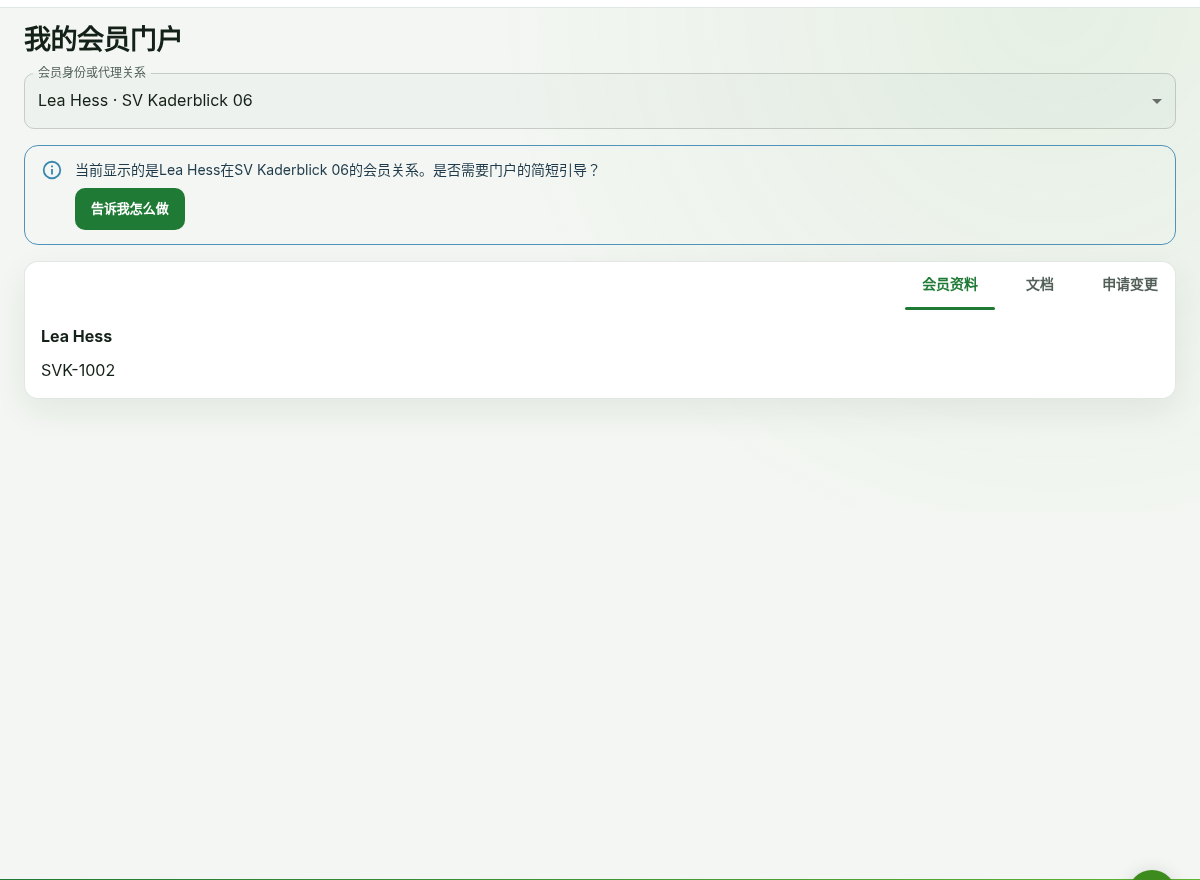 我的会员门户
会员身份或代理关系
Lea Hess · SV Kaderblick 06
当前显示的是Lea Hess在SV Kaderblick 06的会员关系。是否需要门户的简短引导？
告诉我怎么做
会员资料
文档
申请变更
Lea Hess
SVK-1002